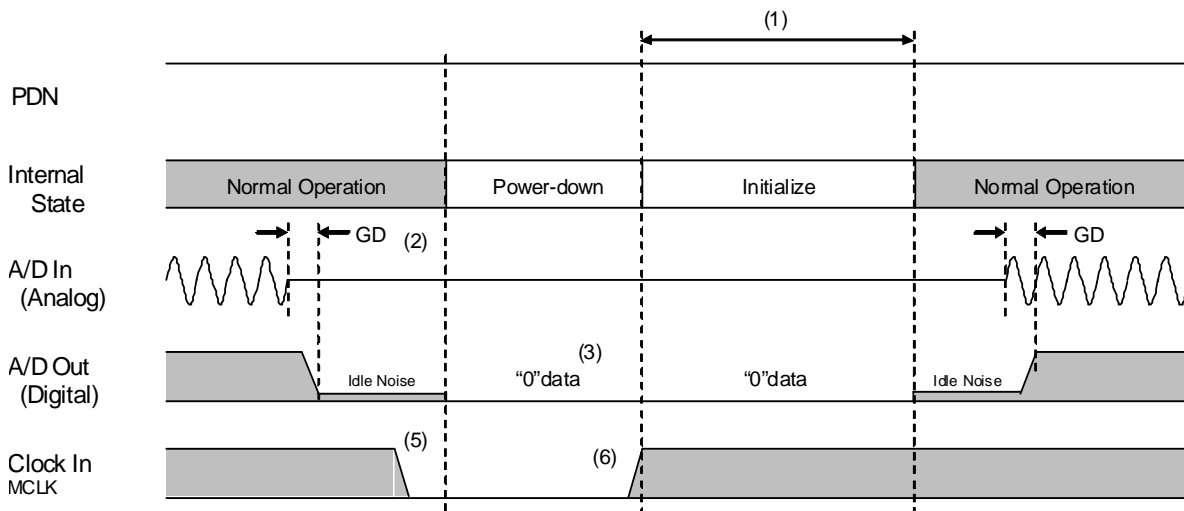 (1)
PDN
Internal
State
Normal Operation
Power-down
Initialize
Normal Operation
GD
(2)
GD
A/D In
(Analog)
A/D Out
(Digital)
(3)
Idle Noise
“0”data
“0”data
Idle Noise
Clock In
MCLK
(5)
(6)